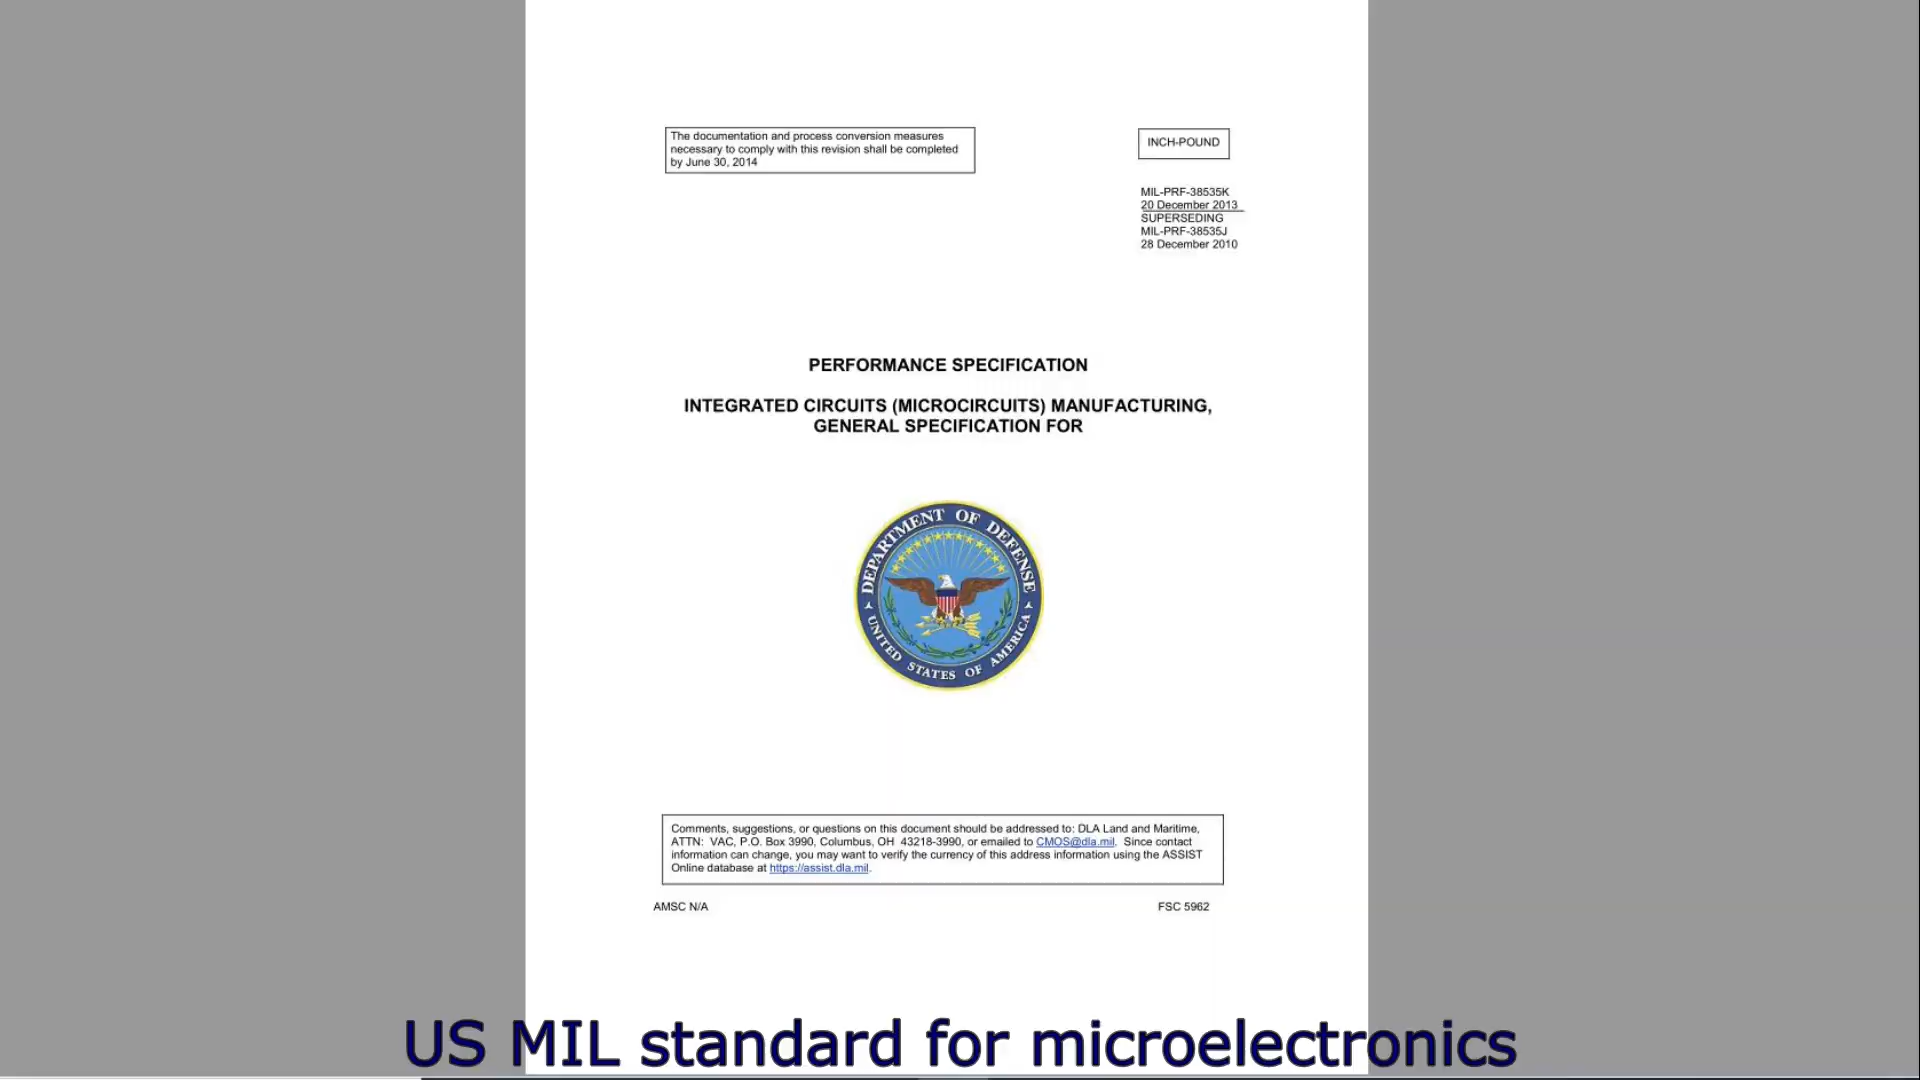 The documentation and process conversion measures
necessary to comply with this revision shall be completed
by June 30, 2014
INCH-POUND
MIL-PRF-38535K
20 December 2013
SUPERSEDING
MIL-PRF-38535J
28 December 2010
PERFORMANCE SPECIFICATION
INTEGRATED CIRCUITS (MICROCIRCUITS) MANUFACTURING,
GENERAL SPECIFICATION FOR
DEPARTMENT OF DEFENSE
UNITED STATES OF AMERICA
Comments, suggestions, or questions on this document should be addressed to: DLA Land and Maritime,
ATTN: VAC, P.O. Box 3990, Columbus, OH 43218-3990, or emailed to CMOS@dla.mil. Since contact
information can change, you may want to verify the currency of this address information using the ASSIST
Online database at https://assist.dla.mil.
AMSC N/A
FSC 5962
US MIL standard for microelectronics